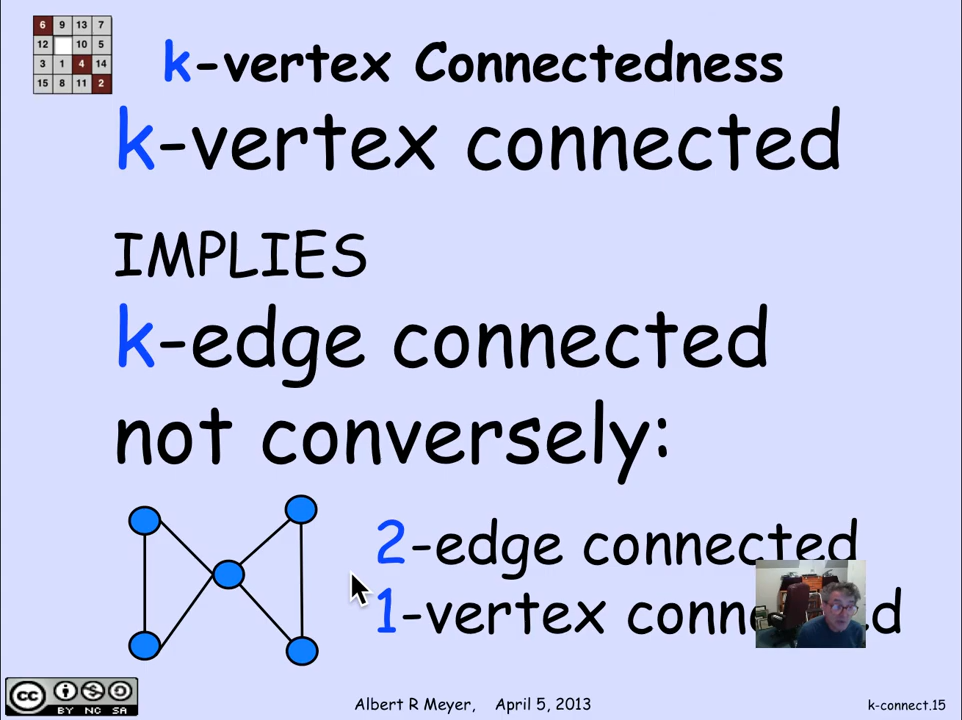 6 9 13 7
12 10 5
3 1 4 14
15 8 11 2
k-vertex Connectedness
k-vertex connected
IMPLIES
k-edge connected
not conversely:
2-edge connected
1-vertex conne d
cc BY NC SA
Albert R Meyer, April 5, 2013
k-connect.15